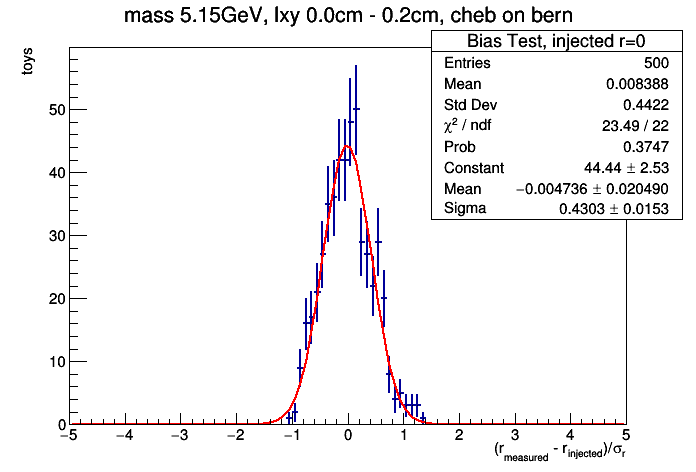 mass 5.15GeV, lxy 0.0cm - 0.2cm, cheb on bern
Bias Test, injected r=0
Entries 500
Mean 0.008388
Std Dev 0.4422
χ² / ndf 23.49 / 22
Prob 0.3747
Constant 44.44 ± 2.53
Mean −0.004736 ± 0.020490
Sigma 0.4303 ± 0.0153
toys
50
40
30
20
10
0
−5 −4 −3 −2 −1 0 1 2 3 4 5
(r_measured - r_injected)/σ_r